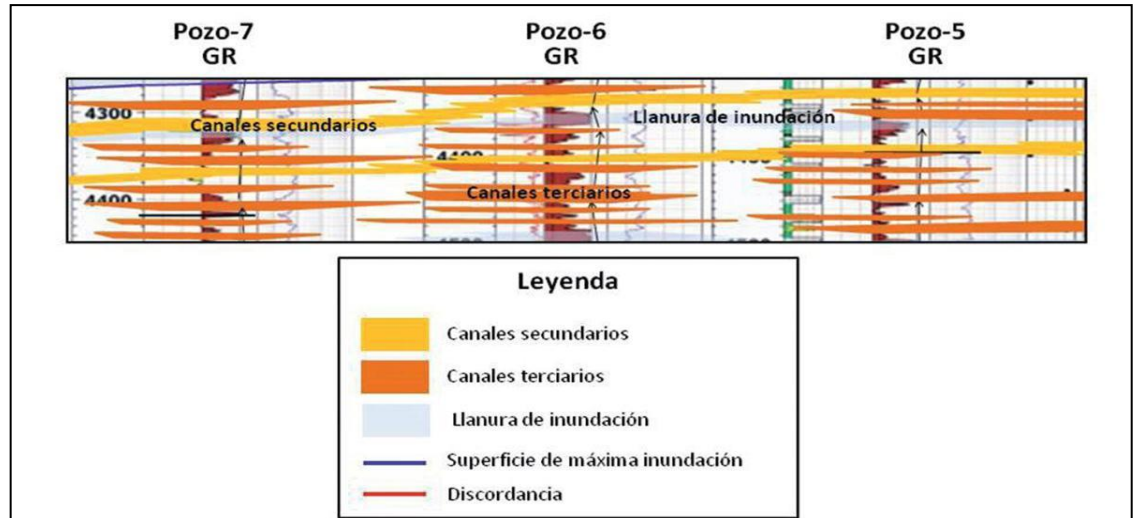 Pozo-7
GR
Pozo-6
GR
Pozo-5
GR
4300
Canales secundarios
Llanura de inundación
4400
Canales terciarios
4400
Leyenda
Canales secundarios
Canales terciarios
Llanura de inundación
Superficie de máxima inundación
Discordancia